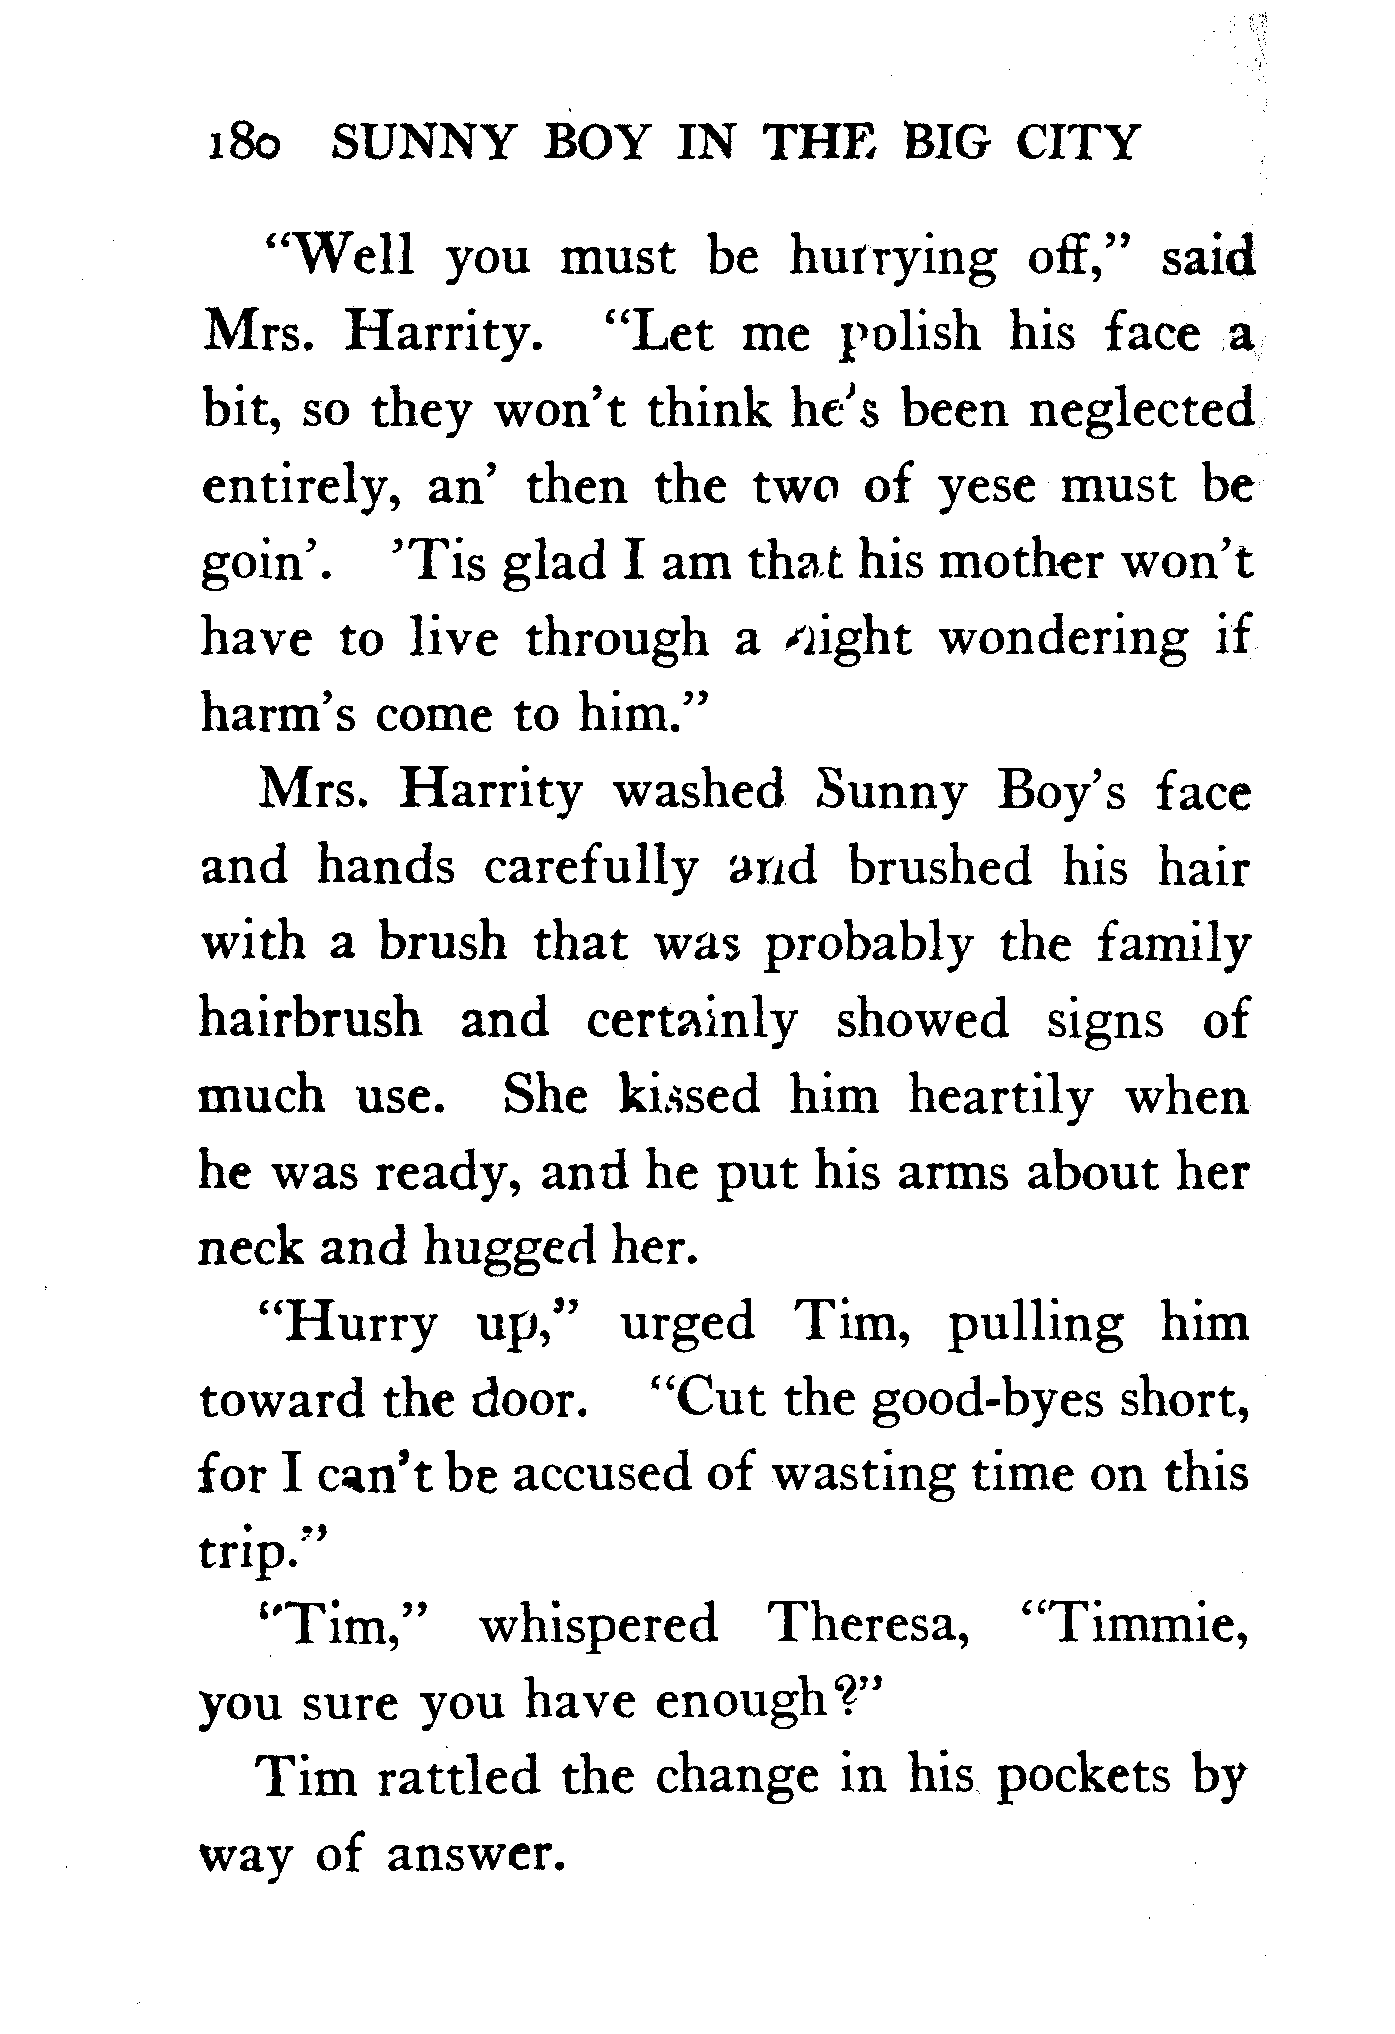 180 SUNNY BOY IN THE BIG CITY
“Well you must be hurrying off,” said
Mrs. Harrity. “Let me polish his face a
bit, so they won’t think he’s been neglected
entirely, an’ then the two of yese must be
goin’. ’Tis glad I am that his mother won’t
have to live through a night wondering if
harm’s come to him.”
Mrs. Harrity washed Sunny Boy’s face
and hands carefully and brushed his hair
with a brush that was probably the family
hairbrush and certainly showed signs of
much use. She kissed him heartily when
he was ready, and he put his arms about her
neck and hugged her.
“Hurry up,” urged Tim, pulling him
toward the door. “Cut the good-byes short,
for I can’t be accused of wasting time on this
trip.”
“Tim,” whispered Theresa, “Timmie,
you sure you have enough?”
Tim rattled the change in his pockets by
way of answer.